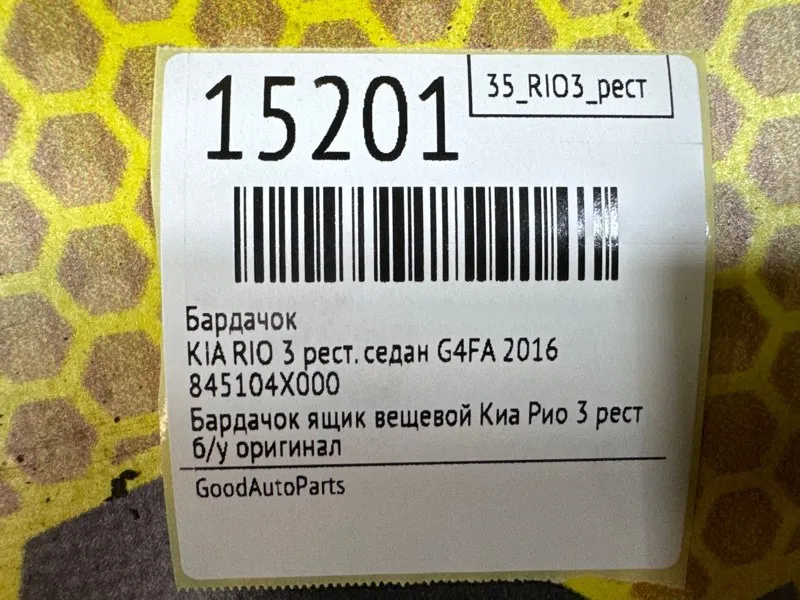 15201
35_RIO3_рест
Бардачок
KIA RIO 3 рест. седан G4FA 2016
845104X000
Бардачок ящик вещевой Киа Рио 3 рест
б/у оригинал
GoodAutoParts